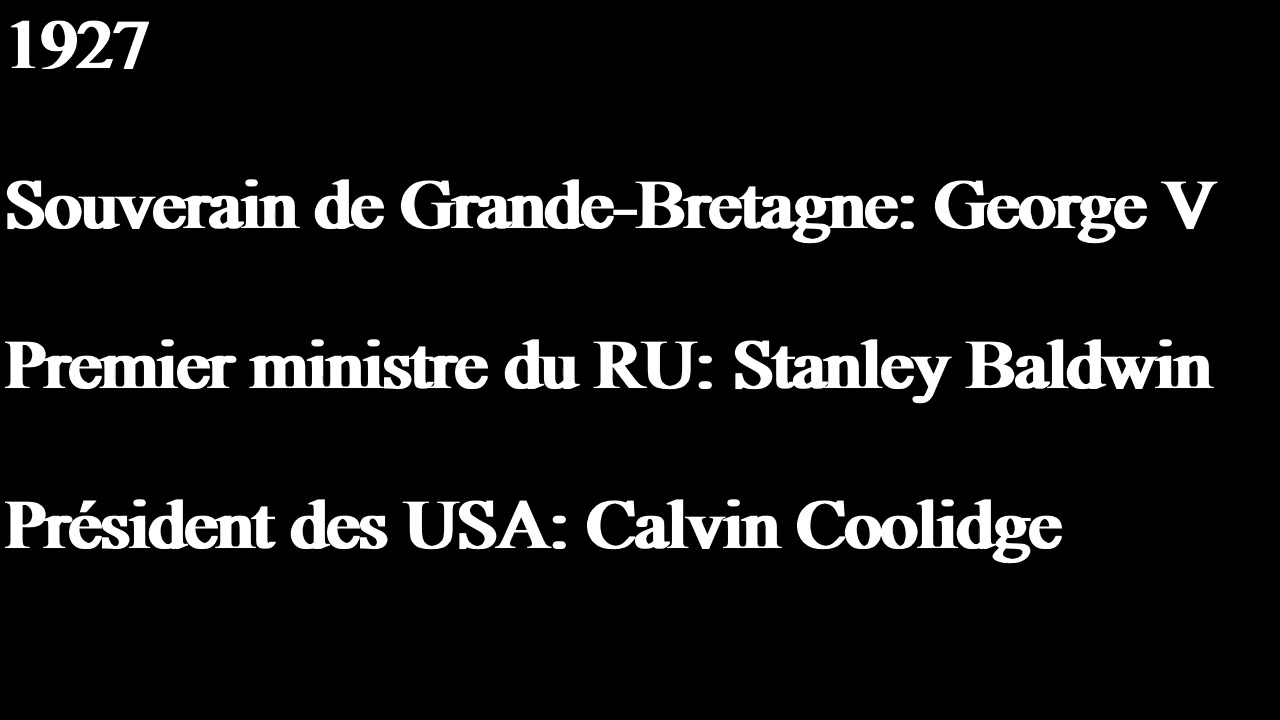 1927
Souverain de Grande-Bretagne: George V
Premier ministre du RU: Stanley Baldwin
Président des USA: Calvin Coolidge